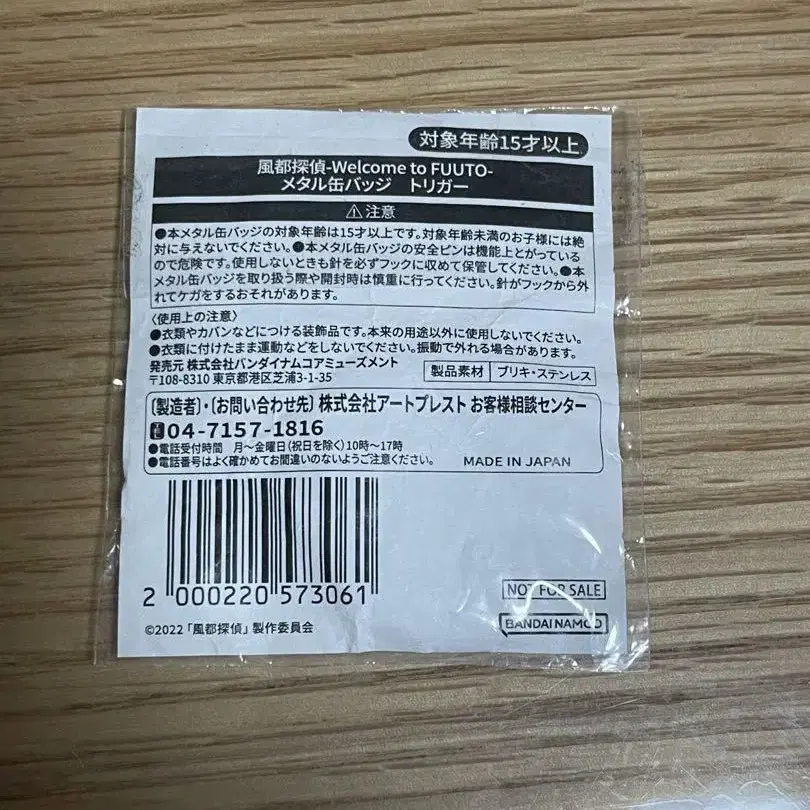 対象年齢15才以上
風都探偵-Welcome to FUUTO-
メタル缶バッジ　トリガー
⚠注意
●本メタル缶バッジの対象年齢は15才以上です。対象年齢未満のお子様には絶
対に与えないでください。●本メタル缶バッジの安全ピンは機能上とがっている
ので危険です。使用しないときも針を必ずフックに収めて保管してください。●本
メタル缶バッジを取り扱う際や開封時は慎重に行ってください。針がフックから外
れてケガをするおそれがあります。
〈使用上の注意〉
●衣類やカバンなどにつける装飾品です。本来の用途以外に使用しないでください。
●衣類に付けたまま運動などをしないでください。振動で外れる場合があります。
発売元 株式会社バンダイナムコアミューズメント
〒108-8310 東京都港区芝浦3-1-35
製品素材 ブリキ・ステンレス
〔製造者〕・〔お問い合わせ先〕株式会社アートプレスト お客様相談センター
TEL 04-7157-1816
●電話受付時間　月～金曜日(祝日を除く)10時～17時
●電話番号はよく確かめてお間違いのないようご注意ください。
MADE IN JAPAN
2 000220 573061
NOT FOR SALE
©2022「風都探偵」製作委員会
BANDAI NAMCO